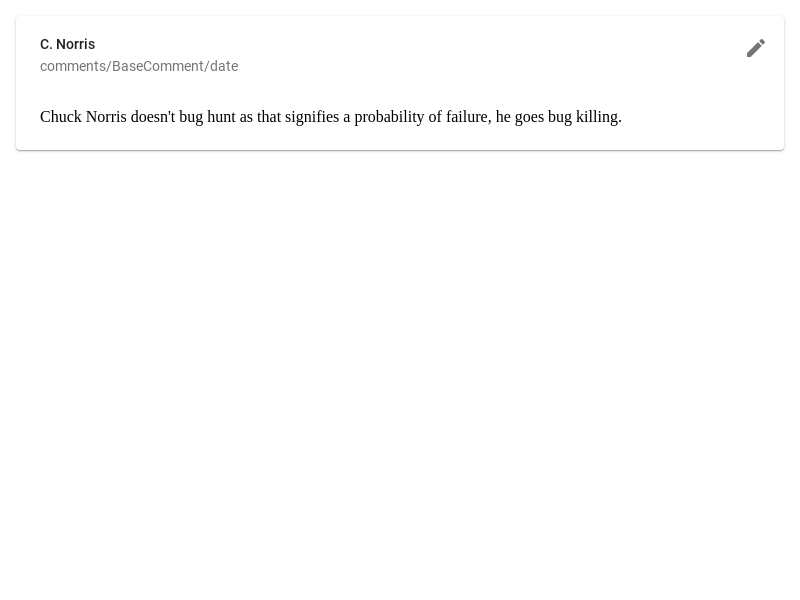 C. Norris
comments/BaseComment/date
Chuck Norris doesn't bug hunt as that signifies a probability of failure, he goes bug killing.